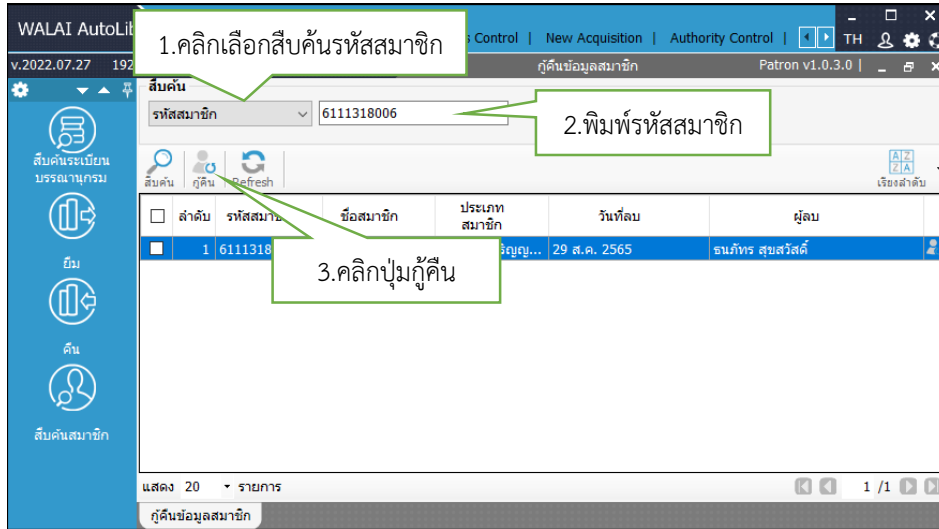 WALAI AutoLib
1.คลิกเลือกสืบค้นรหัสสมาชิก
Control | New Acquisition | Authority Control |
TH
v.2022.07.27 192
กู้คืนข้อมูลสมาชิก
Patron v1.0.3.0 |
สืบค้น
รหัสสมาชิก
6111318006
2.พิมพ์รหัสสมาชิก
สืบค้นระเบียน
บรรณานุกรม
สืบค้น
กู้คืน
Refresh
เรียงลำดับ
ลำดับ
รหัสสมาชิก
ชื่อสมาชิก
ประเภท
สมาชิก
วันที่ลบ
ผู้ลบ
1
6111318
29 ส.ค. 2565
ธนภัทร สุขสวัสดิ์
3.คลิกปุ่มกู้คืน
ยืม
คืน
สืบค้นสมาชิก
แสดง 20 รายการ
1 /1
กู้คืนข้อมูลสมาชิก